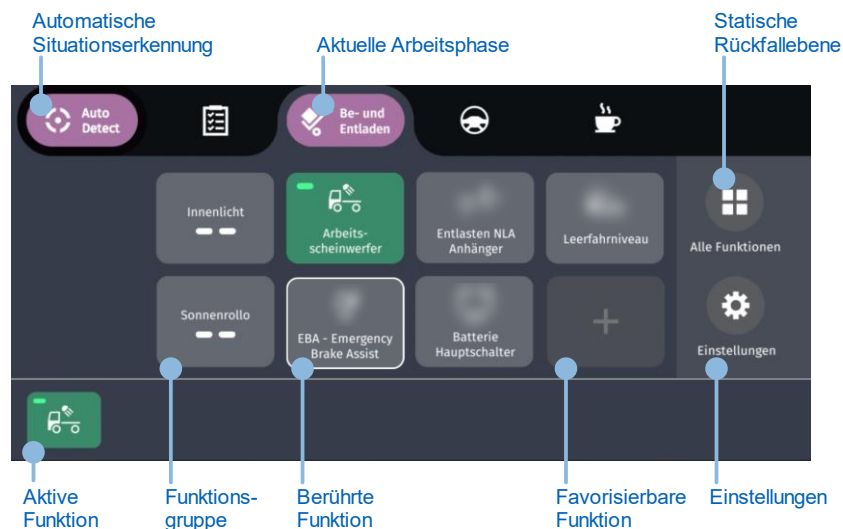 Automatische
Situationserkennung
Aktuelle Arbeitsphase
Statische
Rückfallebene
Auto
Detect
Be- und
Entladen
Innenlicht
Arbeits-
scheinwerfer
Entlasten NLA
Anhänger
Leerfahrniveau
Alle Funktionen
Sonnenrollo
EBA - Emergency
Brake Assist
Batterie
Hauptschalter
Einstellungen
Aktive
Funktion
Funktions-
gruppe
Berührte
Funktion
Favorisierbare
Funktion
Einstellungen